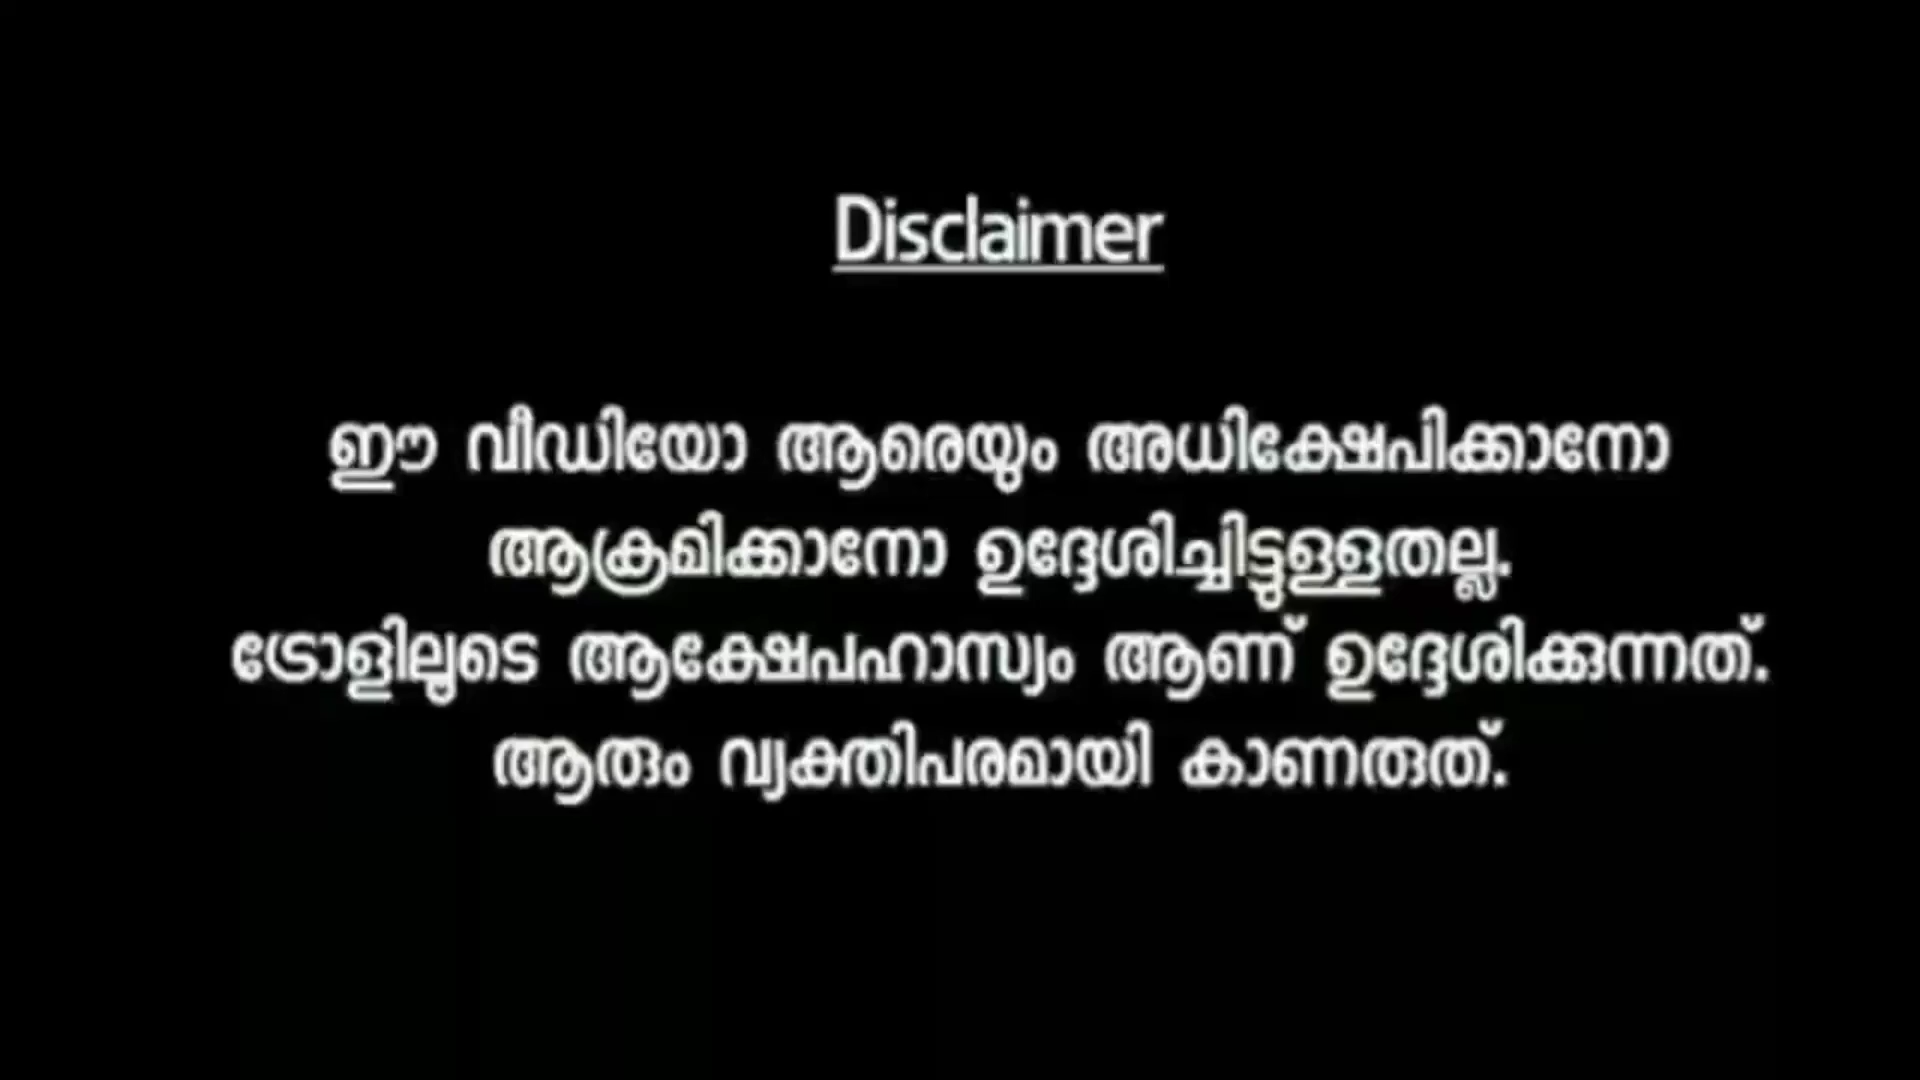 Disclaimer
ഈ വീഡിയോ ആരെയും അധിക്ഷേപിക്കാനോ
ആക്രമിക്കാനോ ഉദ്ദേശിച്ചിട്ടുള്ളതല്ല.
ട്രോളിലൂടെ ആക്ഷേപഹാസ്യം ആണ് ഉദ്ദേശിക്കുന്നത്.
ആരും വ്യക്തിപരമായി കാണരുത്.